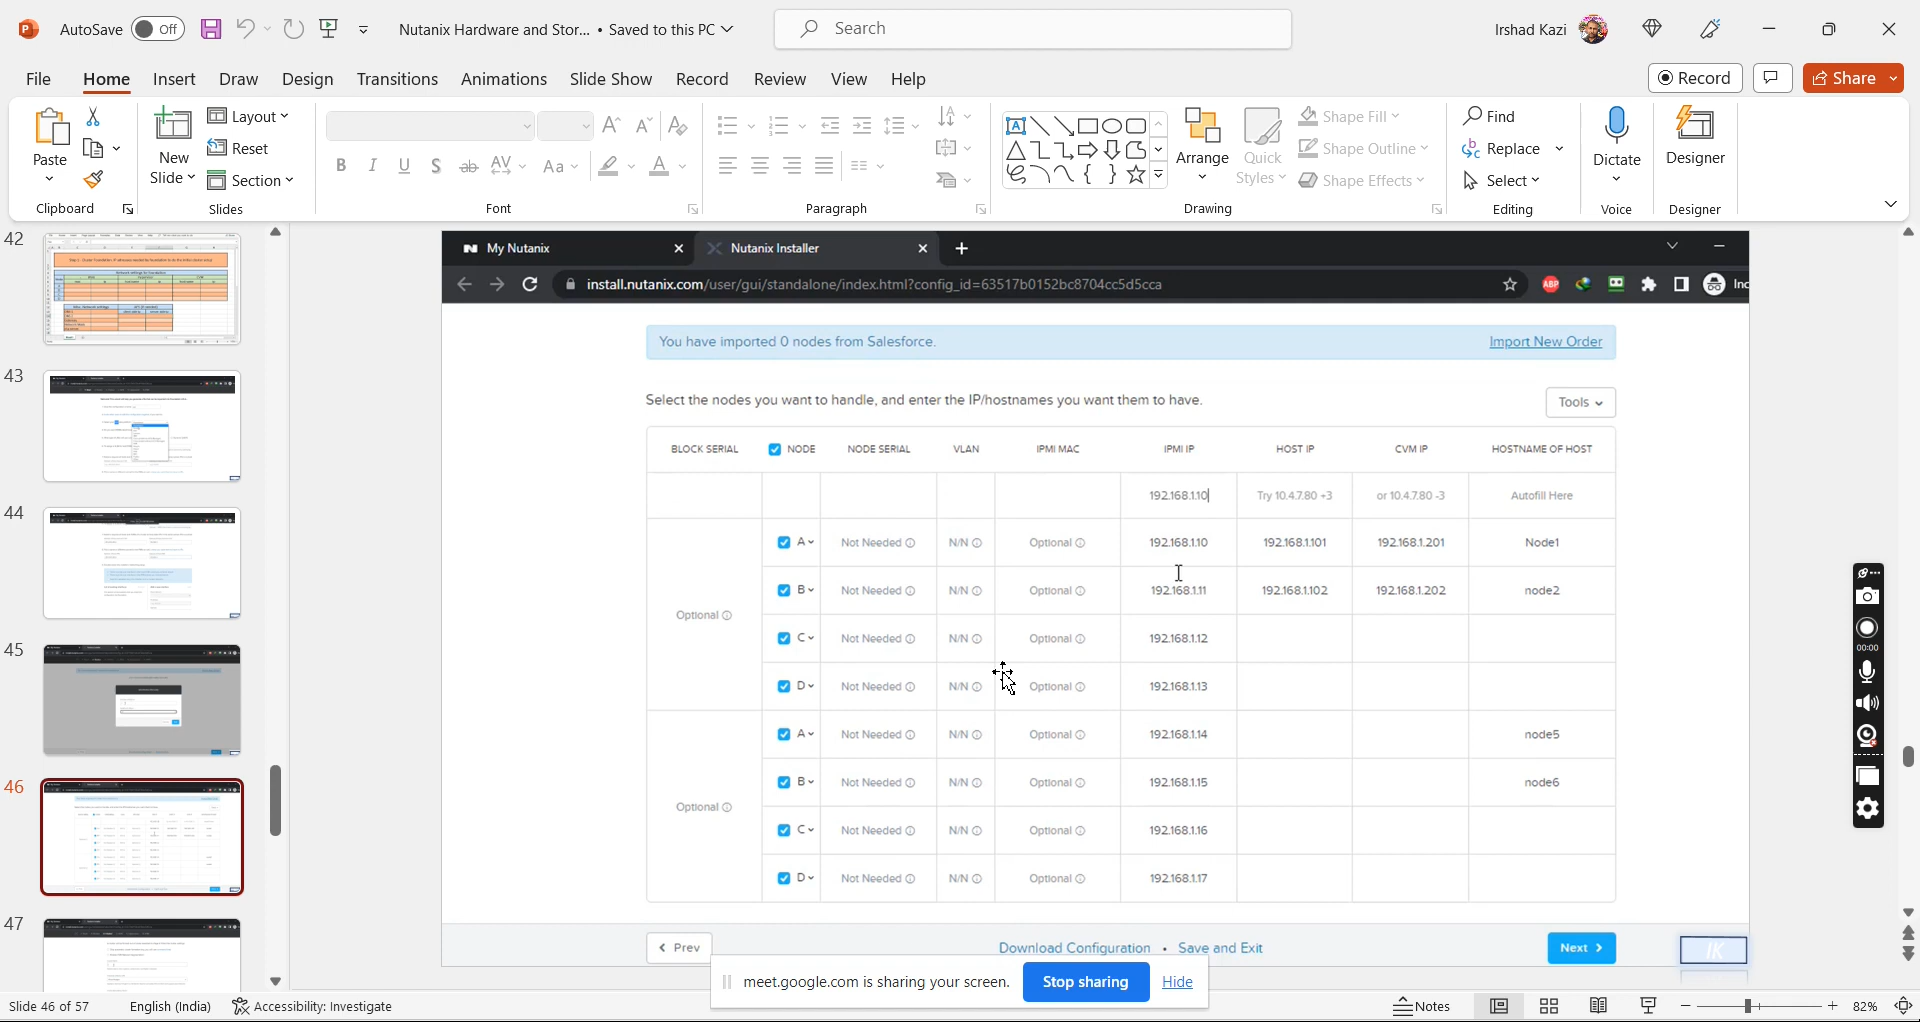 AutoSave Off Nutanix Hardware and Stor... • Saved to this PC Search Irshad Kazi
File Home Insert Draw Design Transitions Animations Slide Show Record Review View Help Record Share
Paste
New Slide
Layout
Reset
Section
Arrange
Quick Styles
Shape Fill
Shape Outline
Shape Effects
Find
Replace
Select
Dictate
Designer
Clipboard Slides Font Paragraph Drawing Editing Voice Designer
42
43
44
45
46
47
My Nutanix Nutanix Installer
install.nutanix.com/user/gui/standalone/index.html?config_id=63517b0152bc8704cc5d5cca ABP Inc
You have imported 0 nodes from Salesforce. Import New Order
Select the nodes you want to handle, and enter the IP/hostnames you want them to have. Tools
BLOCK SERIAL NODE NODE SERIAL VLAN IPMI MAC IPMI IP HOST IP CVM IP HOSTNAME OF HOST
192.168.1.10 Try 10.4.7.80 +3 or 10.4.7.80 -3 Autofill Here
A Not Needed N/N Optional 192.168.1.10 192.168.1.101 192.168.1.201 Node1
B Not Needed N/N Optional 192.168.1.11 192.168.1.102 192.168.1.202 node2
Optional
C Not Needed N/N Optional 192.168.1.12
D Not Needed N/N Optional 192.168.1.13
A Not Needed N/N Optional 192.168.1.14 node5
B Not Needed N/N Optional 192.168.1.15 node6
Optional
C Not Needed N/N Optional 192.168.1.16
D Not Needed N/N Optional 192.168.1.17
Prev Download Configuration • Save and Exit Next IK
meet.google.com is sharing your screen. Stop sharing Hide
00:00
Slide 46 of 57 English (India) Accessibility: Investigate Notes 82%